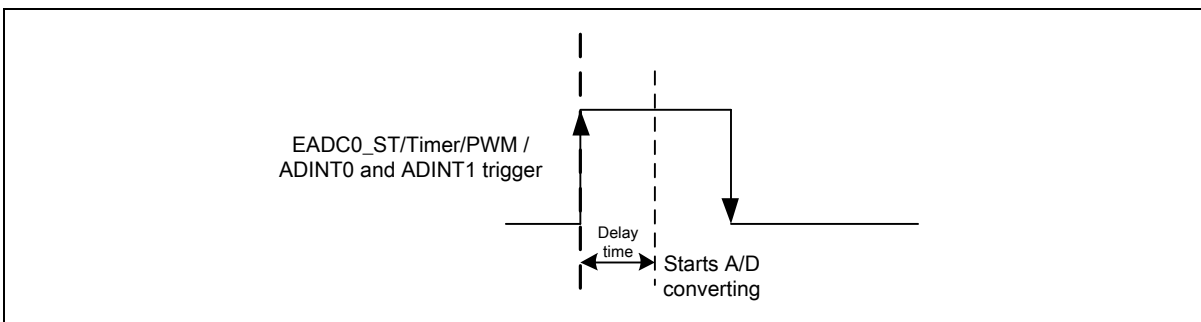 EADC0_ST/Timer/PWM /
ADINT0 and ADINT1 trigger
Delay
time
Starts A/D
converting